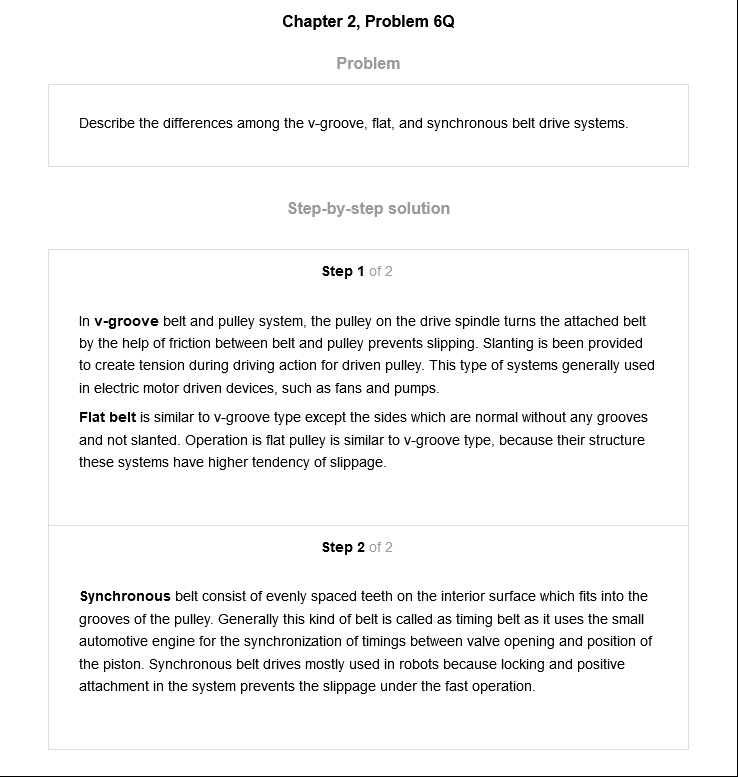 Chapter 2, Problem 6Q
Problem
Describe the differences among the v-groove, flat, and synchronous belt drive systems.
Step-by-step solution
Step 1 of 2
In v-groove belt and pulley system, the pulley on the drive spindle turns the attached belt
by the help of friction between belt and pulley prevents slipping. Slanting is been provided
to create tension during driving action for driven pulley. This type of systems generally used
in electric motor driven devices, such as fans and pumps.
Flat belt is similar to v-groove type except the sides which are normal without any grooves
and not slanted. Operation is flat pulley is similar to v-groove type, because their structure
these systems have higher tendency of slippage.
Step 2 of 2
Synchronous belt consist of evenly spaced teeth on the interior surface which fits into the
grooves of the pulley. Generally this kind of belt is called as timing belt as it uses the small
automotive engine for the synchronization of timings between valve opening and position of
the piston. Synchronous belt drives mostly used in robots because locking and positive
attachment in the system prevents the slippage under the fast operation.